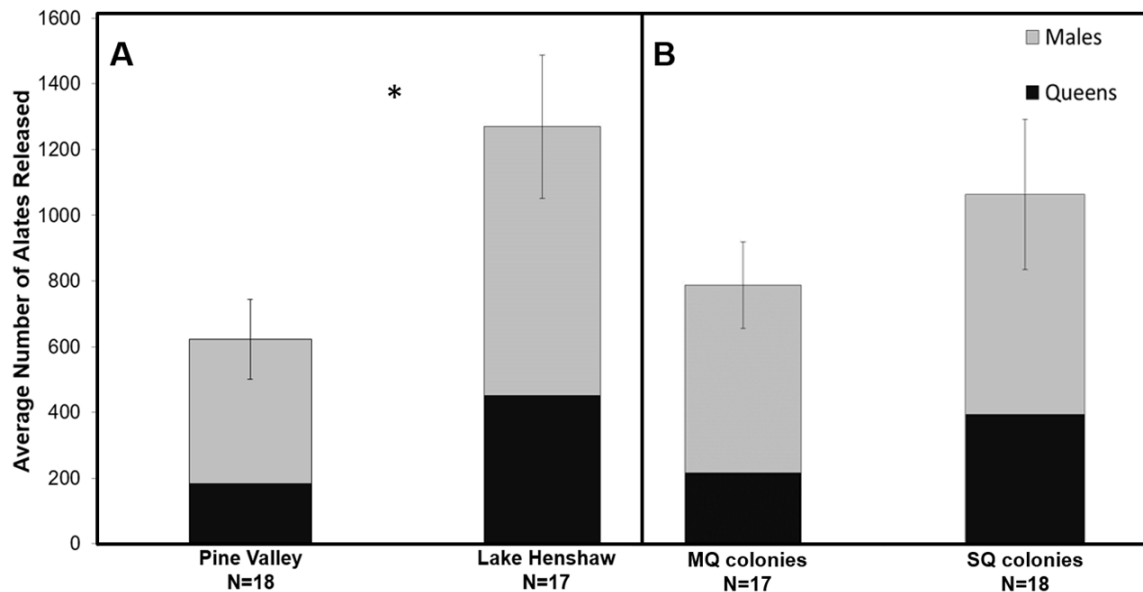 Average Number of Alates Released
1600
1400
1200
1000
800
600
400
200
0
A
*
B
Males
Queens
Pine Valley
N=18
Lake Henshaw
N=17
MQ colonies
N=17
SQ colonies
N=18